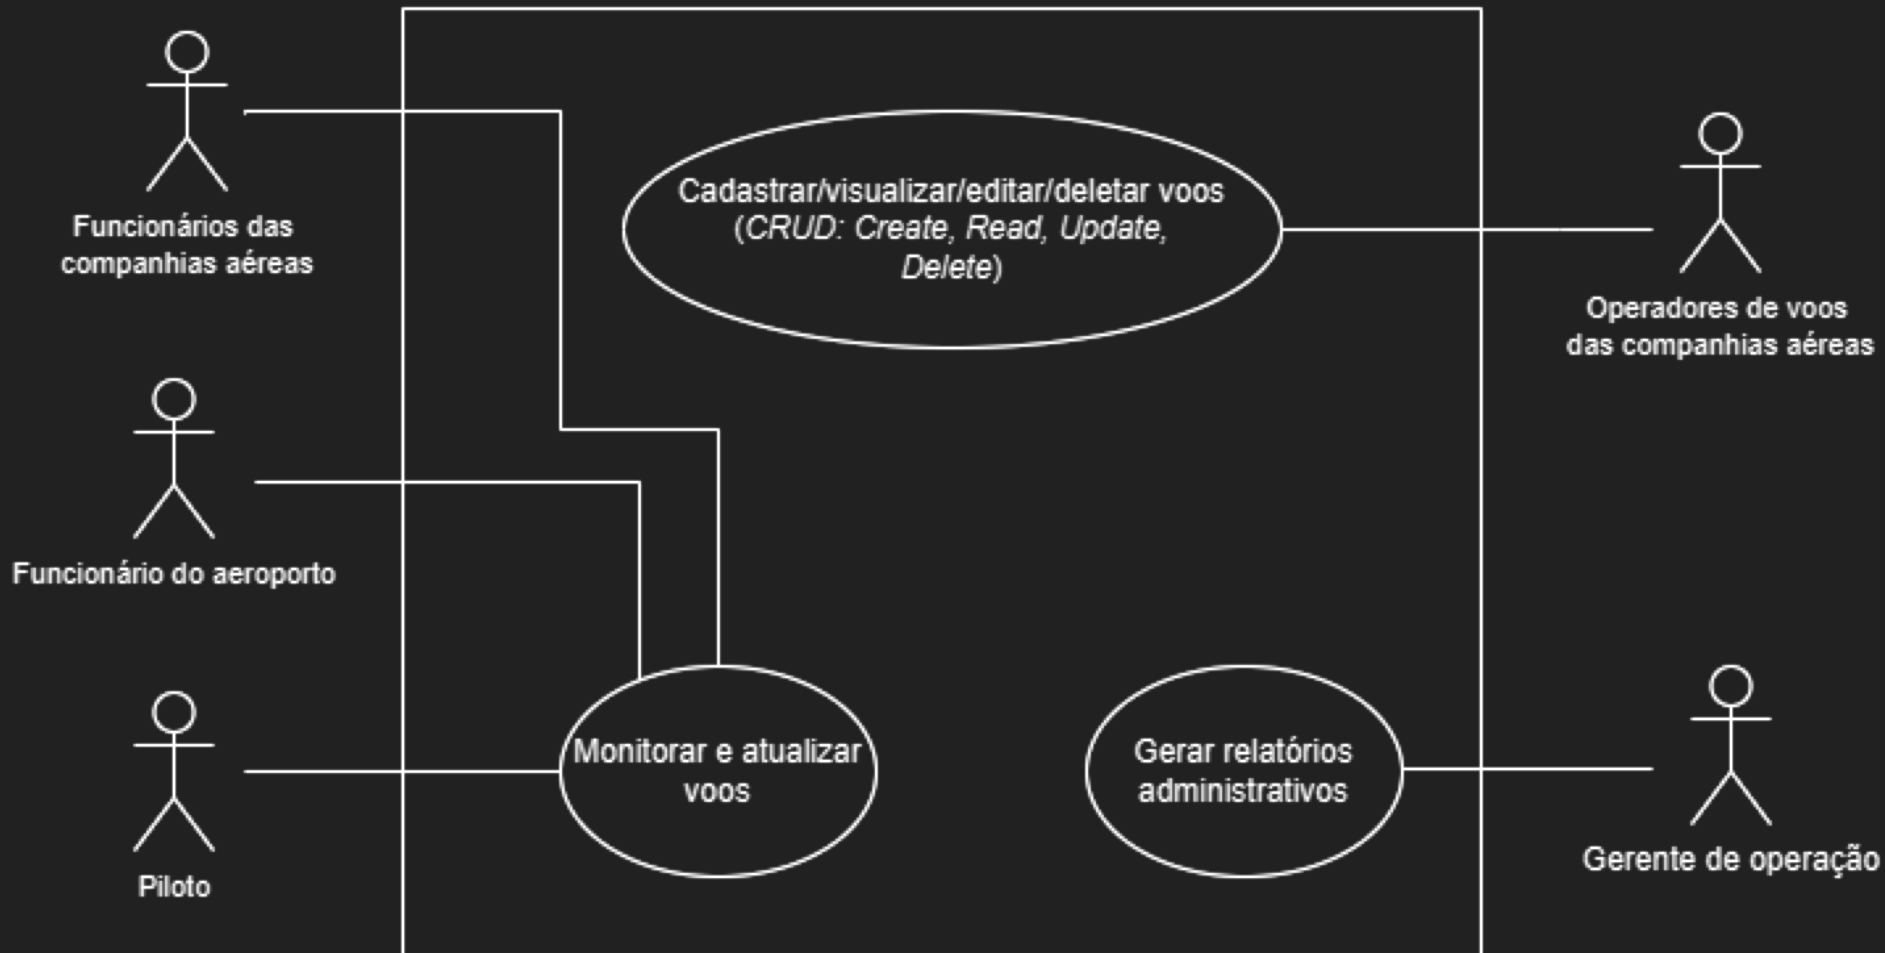 Funcionários das
companhias aéreas
Cadastrar/visualizar/editar/deletar voos
(CRUD: Create, Read, Update,
Delete)
Operadores de voos
das companhias aéreas
Funcionário do aeroporto
Monitorar e atualizar
voos
Gerar relatórios
administrativos
Piloto
Gerente de operação